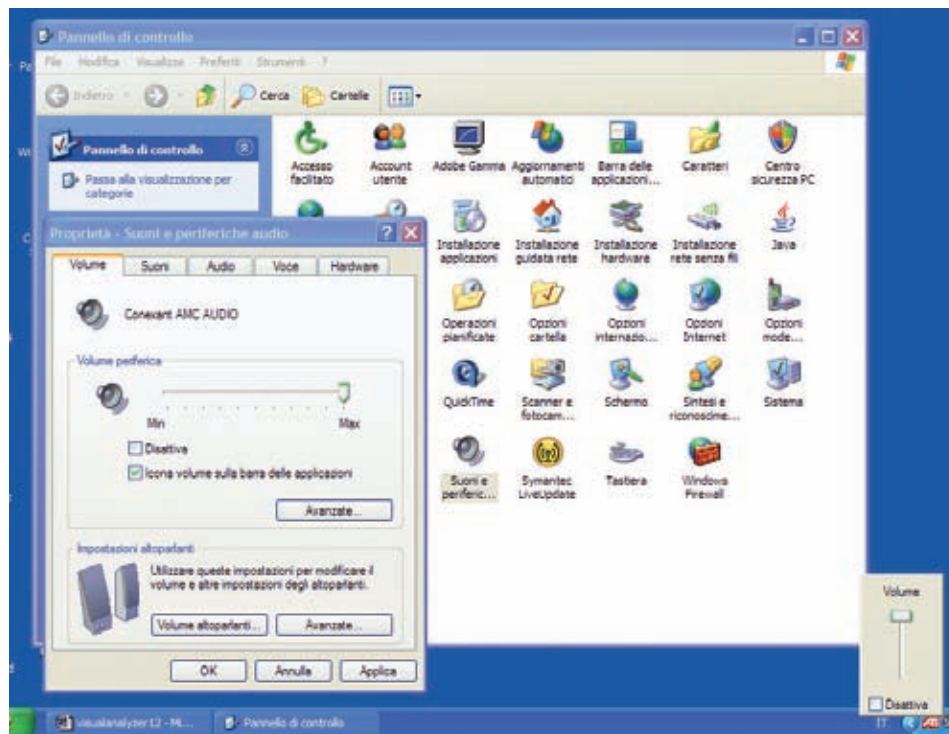 Pannello di controllo
File Modifica Visualizza Preferiti Strumenti ?
Indietro Cerca Cartelle
Pannello di controllo
Passa alla visualizzazione per
categorie
Accesso
facilitato
Account
utente
Adobe Gamma
Aggiornamenti
automatici
Barra delle
applicazioni...
Caratteri
Centro
sicurezza PC
Installazione
applicazioni
Installazione
guidata rete
Installazione
hardware
Installazione
rete senza fili
Java
Operazioni
pianificate
Opzioni
cartella
Opzioni
internazio...
Opzioni
Internet
Opzioni
mode...
QuickTime
Scanner e
fotocam...
Schermo
Sintesi e
riconoscime...
Sistema
Suoni e
periferic...
Symantec
LiveUpdate
Tastiera
Windows
Firewall
Proprietà - Suoni e periferiche audio
Volume Suoni Audio Voce Hardware
Conexant AMC AUDIO
Volume periferica
Min Max
Disattiva
Icona volume sulla barra delle applicazioni
Avanzate...
Impostazioni altoparlanti
Utilizzare queste impostazioni per modificare il
volume e altre impostazioni degli altoparlanti.
Volume altoparlanti... Avanzate...
OK Annulla Applica
Volume
Disattiva
visualanalyzer12 - Mi... Pannello di controllo
IT